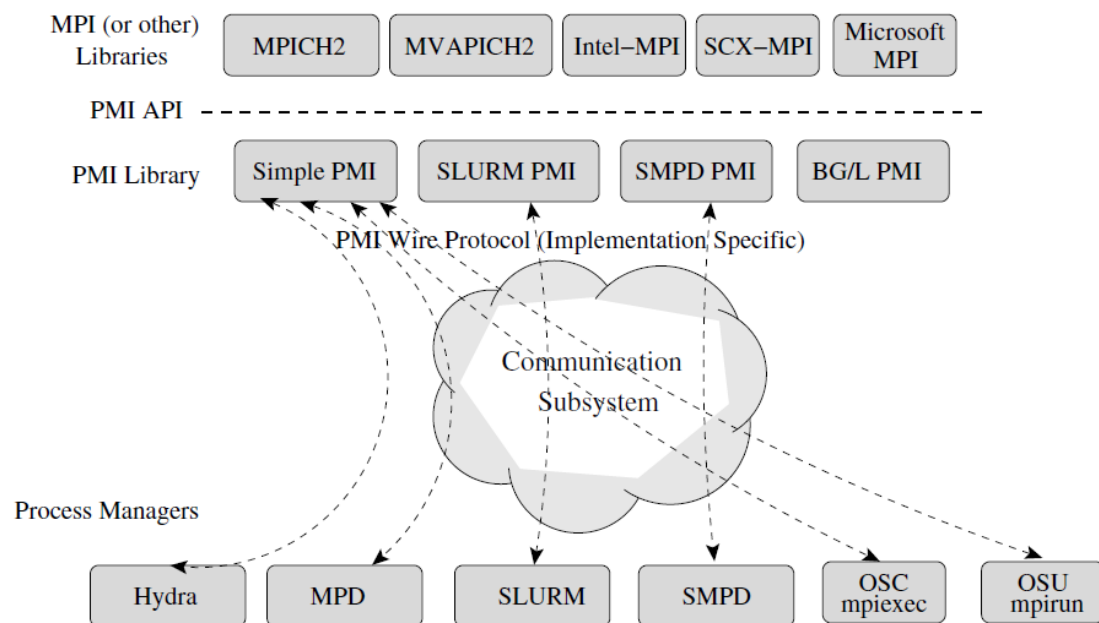 MPI (or other)
Libraries
MPICH2
MVAPICH2
Intel−MPI
SCX−MPI
Microsoft
MPI
PMI API
PMI Library
Simple PMI
SLURM PMI
SMPD PMI
BG/L PMI
PMI Wire Protocol (Implementation Specific)
Communication
Subsystem
Process Managers
Hydra
MPD
SLURM
SMPD
OSC
mpiexec
OSU
mpirun